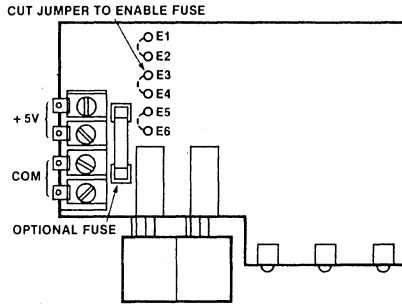 CUT JUMPER TO ENABLE FUSE
E1
E2
E3
E4
E5
E6
+ 5V
COM
OPTIONAL FUSE